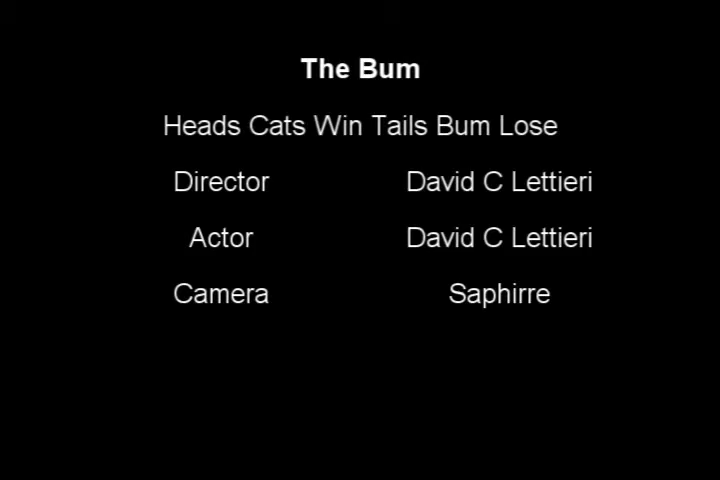 The Bum
Heads Cats Win Tails Bum Lose
Director David C Lettieri
Actor David C Lettieri
Camera Saphirre